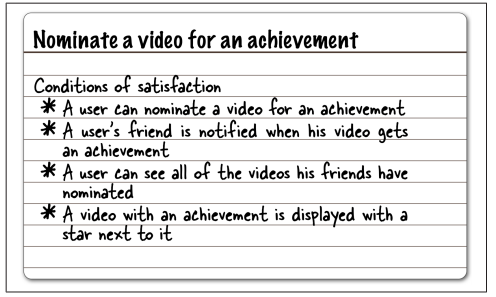 Nominate a video for an achievement
Conditions of satisfaction
* A user can nominate a video for an achievement
* A user's friend is notified when his video gets
an achievement
* A user can see all of the videos his friends have
nominated
* A video with an achievement is displayed with a
star next to it